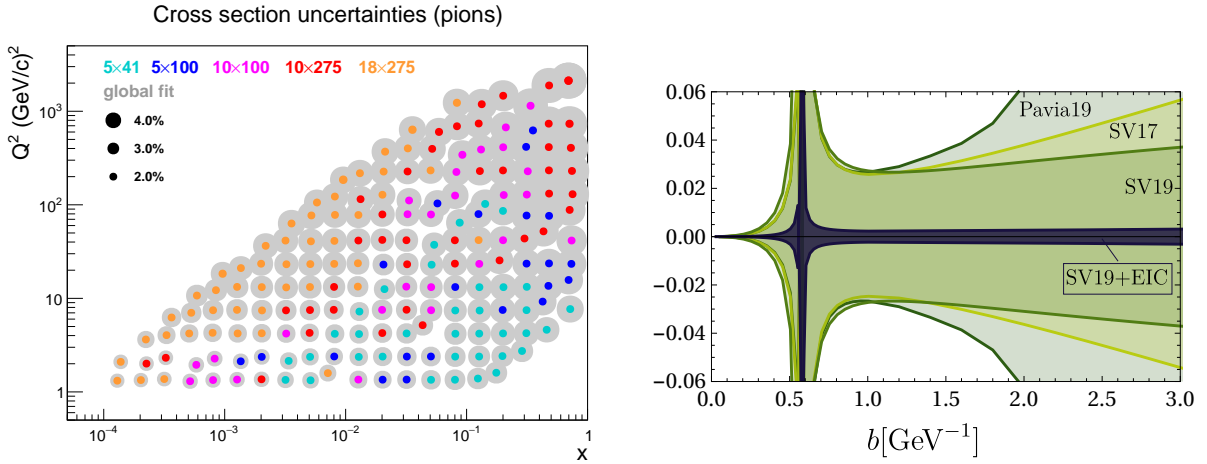 Cross section uncertainties (pions)
Q² (GeV/c)²
5×41 5×100 10×100 10×275 18×275
global fit
4.0%
3.0%
2.0%
10³
10²
10
1
10⁻⁴ 10⁻³ 10⁻² 10⁻¹ 1
x
0.06
0.04
0.02
0.00
−0.02
−0.04
−0.06
Pavia19
SV17
SV19
SV19+EIC
0.0 0.5 1.0 1.5 2.0 2.5 3.0
b[GeV⁻¹]